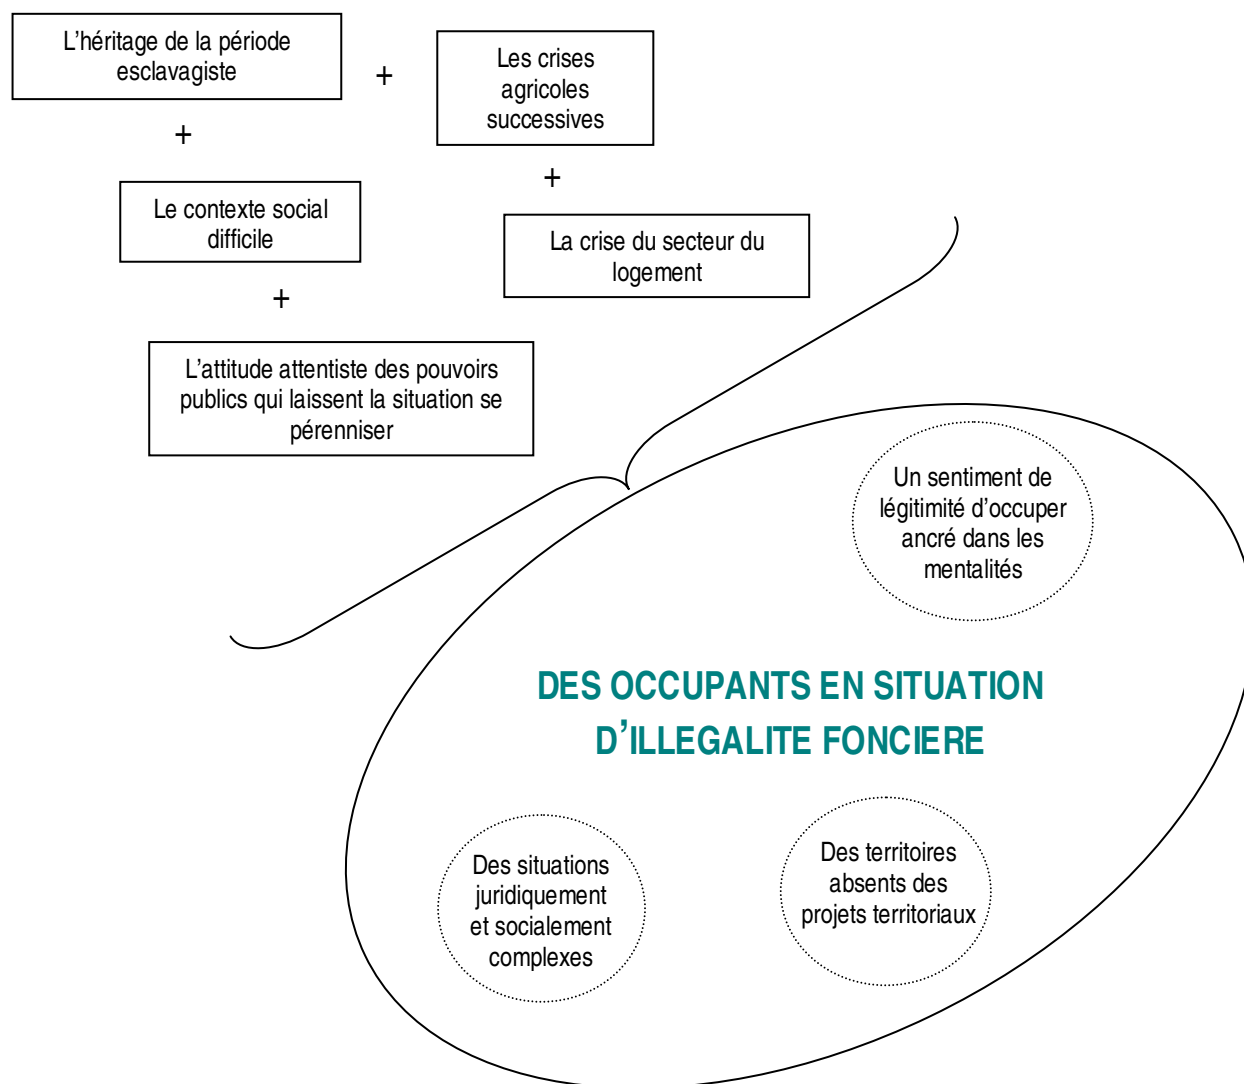 L'héritage de la période
esclavagiste
+
Les crises
agricoles
successives
+
+
Le contexte social
difficile
La crise du secteur du
logement
+
L'attitude attentiste des pouvoirs
publics qui laissent la situation se
pérenniser
Un sentiment de
légitimité d'occuper
ancré dans les
mentalités
DES OCCUPANTS EN SITUATION
D'ILLEGALITE FONCIERE
Des situations
juridiquement
et socialement
complexes
Des territoires
absents des
projets territoriaux